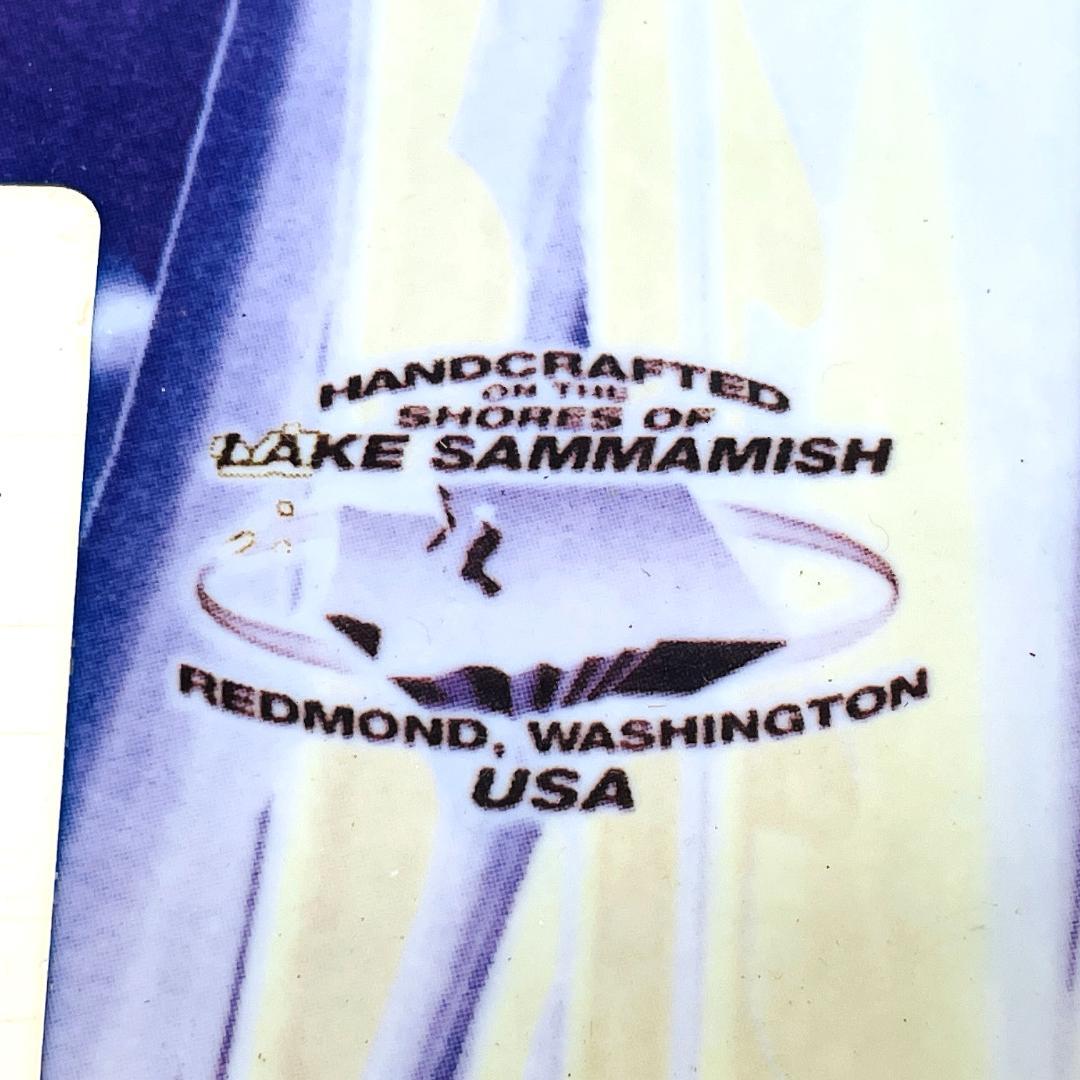 HANDCRAFTED
ON THE
SHORES OF
LAKE SAMMAMISH
REDMOND, WASHINGTON
USA